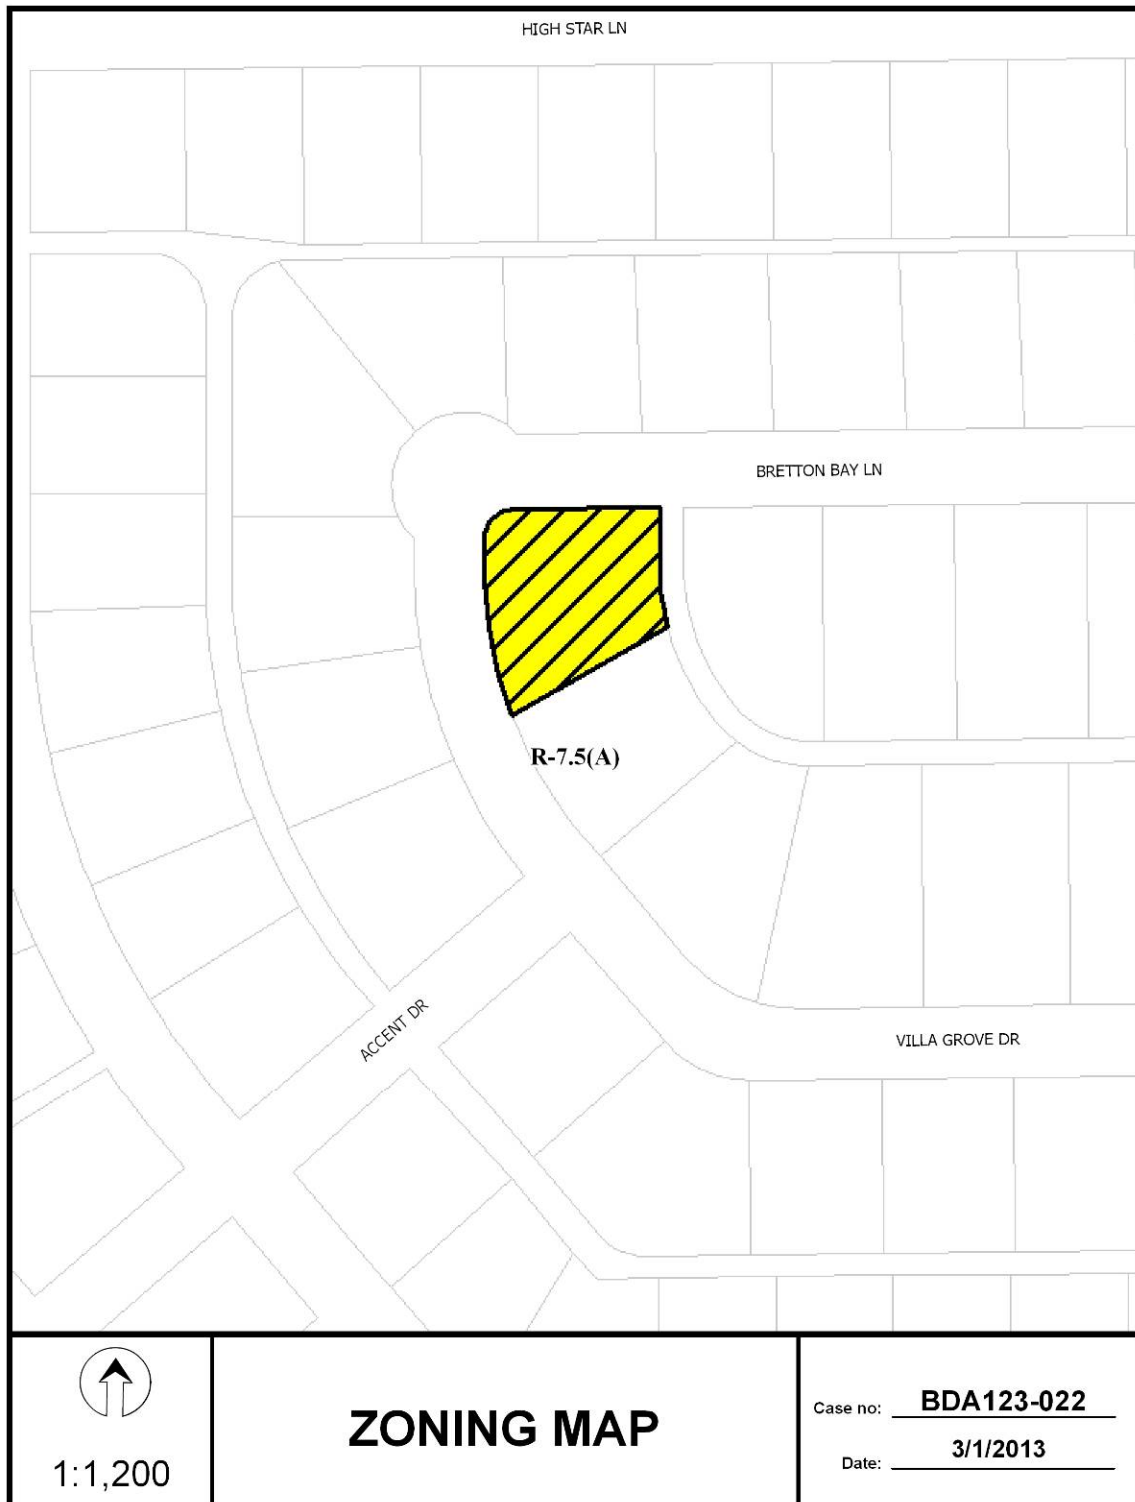 HIGH STAR LN
BRETTON BAY LN
R-7.5(A)
ACCENT DR
VILLA GROVE DR
1:1,200
ZONING MAP
Case no: BDA123-022
Date: 3/1/2013